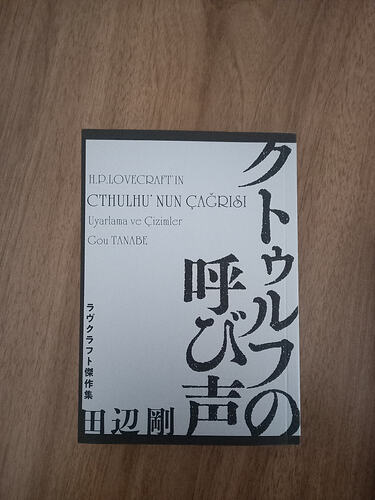 H.P.LOVECRAFT'IN
CTHULHU' NUN ÇAĞRISI
Uyarlama ve Çizimler
Gou TANABE
クトゥルフの
呼び声
ラヴクラフト傑作集
田辺剛